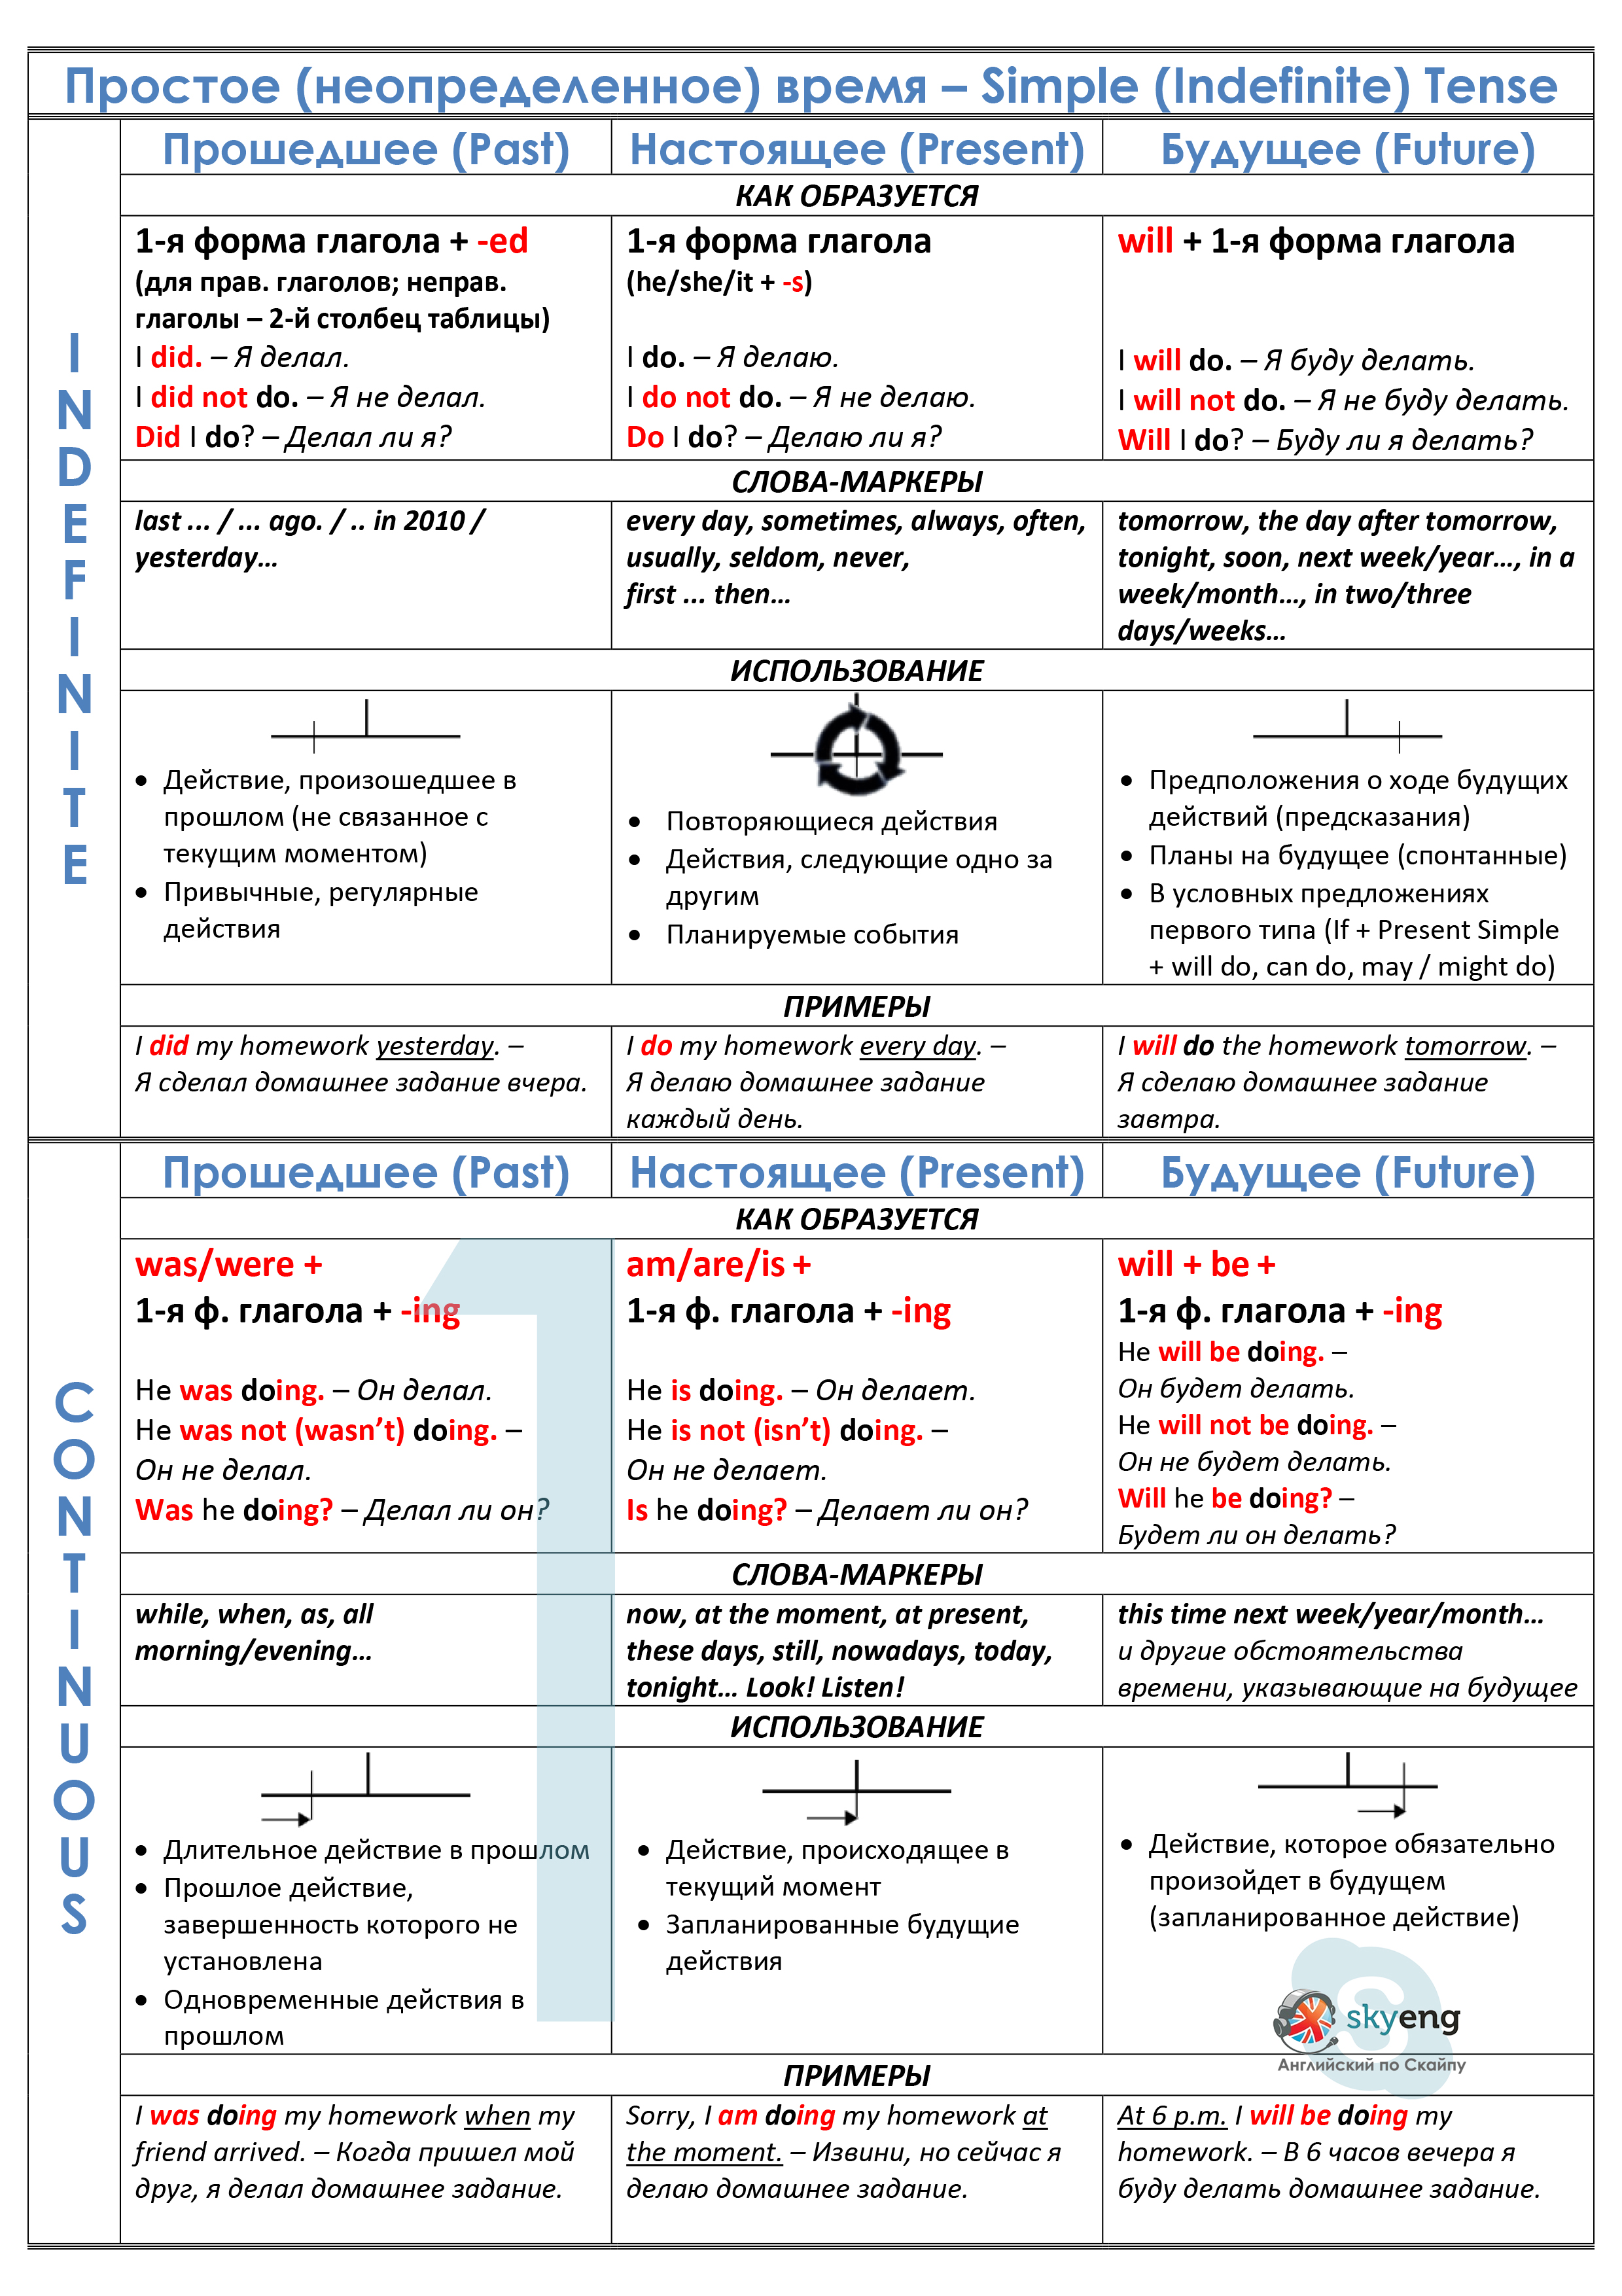 Простое (неопределенное) время – Simple (Indefinite) Tense
INDEFINITE
Прошедшее (Past)
Настоящее (Present)
Будущее (Future)
КАК ОБРАЗУЕТСЯ
1-я форма глагола + -ed
(для прав. глаголов; неправ.
глаголы – 2-й столбец таблицы)
I did. – Я делал.
I did not do. – Я не делал.
Did I do? – Делал ли я?
1-я форма глагола
(he/she/it + -s)
I do. – Я делаю.
I do not do. – Я не делаю.
Do I do? – Делаю ли я?
will + 1-я форма глагола
I will do. – Я буду делать.
I will not do. – Я не буду делать.
Will I do? – Буду ли я делать?
СЛОВА-МАРКЕРЫ
last ... / ... ago. / .. in 2010 /
yesterday...
every day, sometimes, always, often,
usually, seldom, never,
first ... then...
tomorrow, the day after tomorrow,
tonight, soon, next week/year..., in a
week/month..., in two/three
days/weeks...
ИСПОЛЬЗОВАНИЕ
• Действие, произошедшее в
прошлом (не связанное с
текущим моментом)
• Привычные, регулярные
действия
• Повторяющиеся действия
• Действия, следующие одно за
другим
• Планируемые события
• Предположения о ходе будущих
действий (предсказания)
• Планы на будущее (спонтанные)
• В условных предложениях
первого типа (If + Present Simple
+ will do, can do, may / might do)
ПРИМЕРЫ
I did my homework yesterday. –
Я сделал домашнее задание вчера.
I do my homework every day. –
Я делаю домашнее задание
каждый день.
I will do the homework tomorrow. –
Я сделаю домашнее задание
завтра.
CONTINUOUS
Прошедшее (Past)
Настоящее (Present)
Будущее (Future)
КАК ОБРАЗУЕТСЯ
was/were +
1-я ф. глагола + -ing
He was doing. – Он делал.
He was not (wasn't) doing. –
Он не делал.
Was he doing? – Делал ли он?
am/are/is +
1-я ф. глагола + -ing
He is doing. – Он делает.
He is not (isn't) doing. –
Он не делает.
Is he doing? – Делает ли он?
will + be +
1-я ф. глагола + -ing
He will be doing. –
Он будет делать.
He will not be doing. –
Он не будет делать.
Will he be doing? –
Будет ли он делать?
1
СЛОВА-МАРКЕРЫ
while, when, as, all
morning/evening...
now, at the moment, at present,
these days, still, nowadays, today,
tonight... Look! Listen!
this time next week/year/month...
и другие обстоятельства
времени, указывающие на будущее
ИСПОЛЬЗОВАНИЕ
• Длительное действие в прошлом
• Прошлое действие,
завершенность которого не
установлена
• Одновременные действия в
прошлом
• Действие, происходящее в
текущий момент
• Запланированные будущие
действия
• Действие, которое обязательно
произойдет в будущем
(запланированное действие)
skyeng
Английский по Скайпу
ПРИМЕРЫ
I was doing my homework when my
friend arrived. – Когда пришел мой
друг, я делал домашнее задание.
Sorry, I am doing my homework at
the moment. – Извини, но сейчас я
делаю домашнее задание.
At 6 p.m. I will be doing my
homework. – В 6 часов вечера я
буду делать домашнее задание.